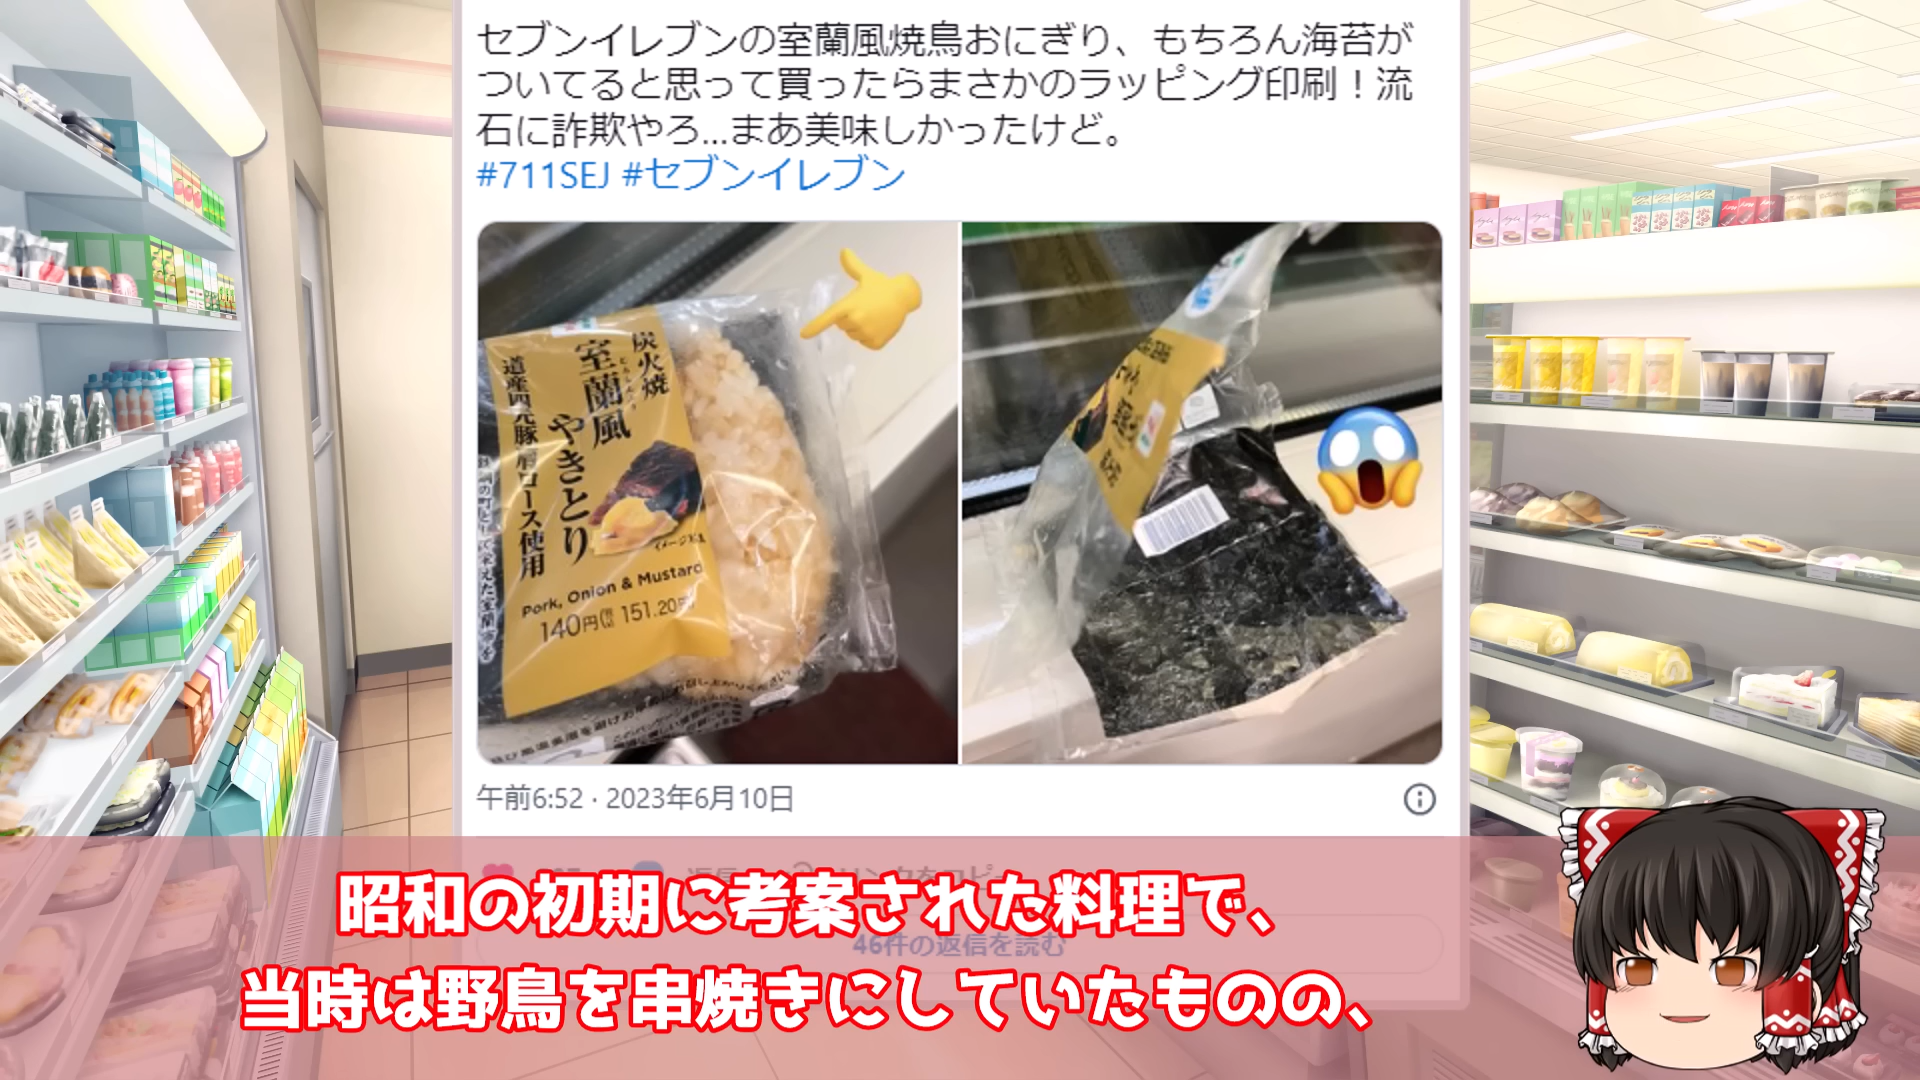 セブンイレブンの室蘭風焼鳥おにぎり、もちろん海苔が
ついてると思って買ったらまさかのラッピング印刷！流
石に詐欺やろ...まあ美味しかったけど。
#711SEJ #セブンイレブン
炭火焼
室蘭風
やきとり
道産四元豚肩ロース使用
Pork, Onion & Mustard
140円 151.20円
午前6:52 · 2023年6月10日
46件の返信を読む
昭和の初期に考案された料理で、
当時は野鳥を串焼きにしていたものの、